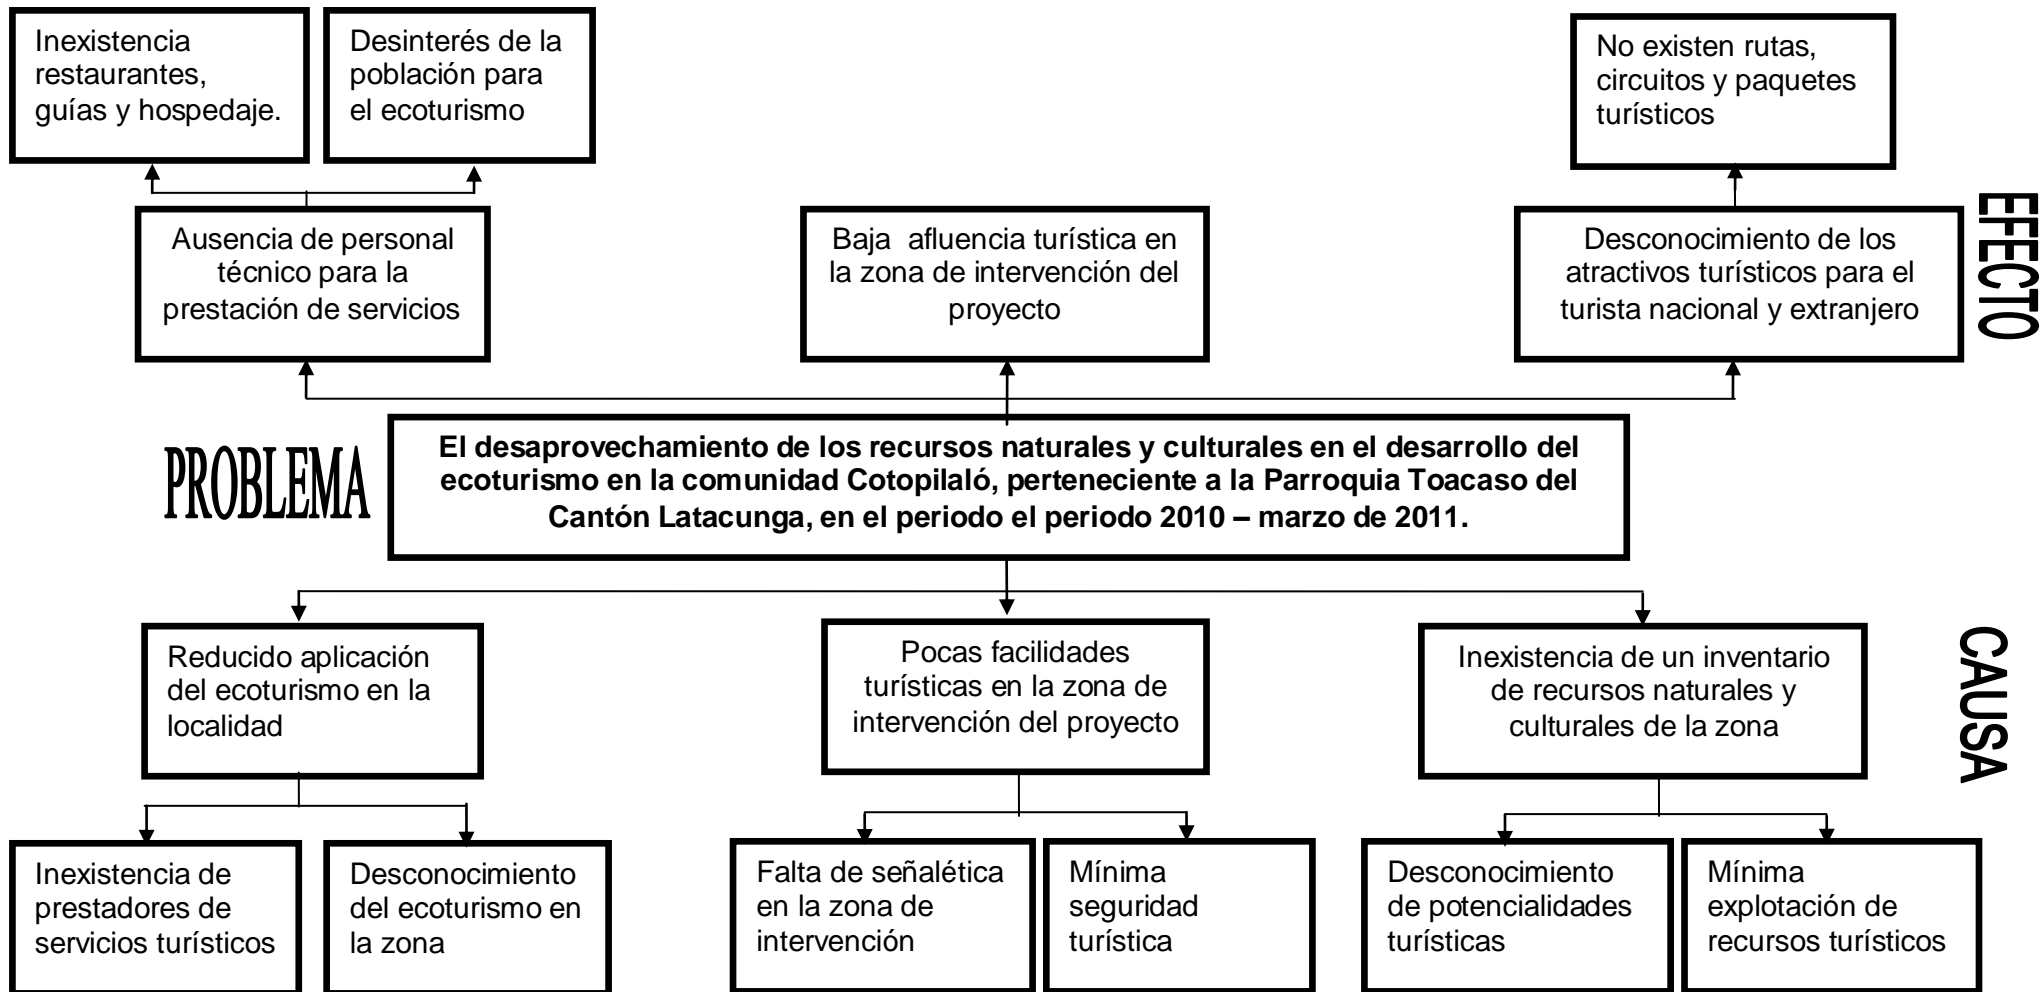 Inexistencia
restaurantes,
guías y hospedaje.
Desinterés de la
población para
el ecoturismo
No existen rutas,
circuitos y paquetes
turísticos
Ausencia de personal
técnico para la
prestación de servicios
Baja afluencia turística en
la zona de intervención del
proyecto
Desconocimiento de los
atractivos turísticos para el
turista nacional y extranjero
EFECTO
PROBLEMA
El desaprovechamiento de los recursos naturales y culturales en el desarrollo del
ecoturismo en la comunidad Cotopilaló, perteneciente a la Parroquia Toacaso del
Cantón Latacunga, en el periodo el periodo 2010 – marzo de 2011.
Reducido aplicación
del ecoturismo en la
localidad
Pocas facilidades
turísticas en la zona de
intervención del proyecto
Inexistencia de un inventario
de recursos naturales y
culturales de la zona
CAUSA
Inexistencia de
prestadores de
servicios turísticos
Desconocimiento
del ecoturismo en
la zona
Falta de señalética
en la zona de
intervención
Mínima
seguridad
turística
Desconocimiento
de potencialidades
turísticas
Mínima
explotación de
recursos turísticos